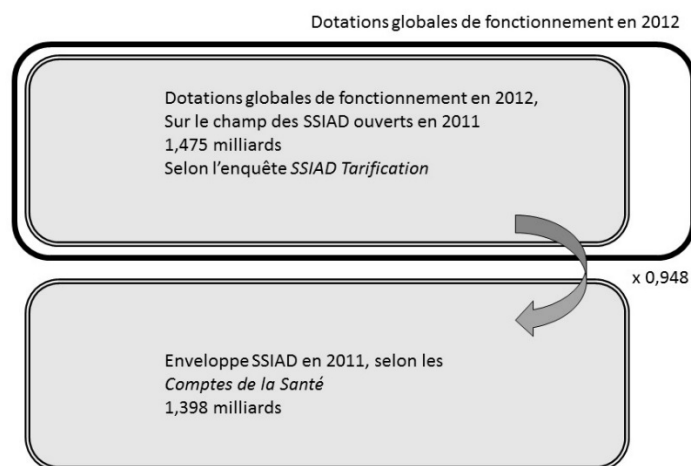 Dotations globales de fonctionnement en 2012
Dotations globales de fonctionnement en 2012,
Sur le champ des SSIAD ouverts en 2011
1,475 milliards
Selon l'enquête SSIAD Tarification
x 0,948
Enveloppe SSIAD en 2011, selon les
Comptes de la Santé
1,398 milliards